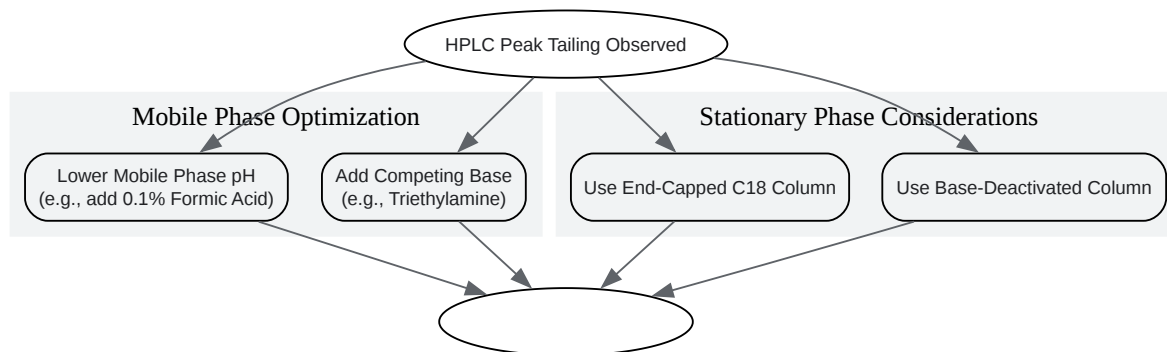 HPLC Peak Tailing Observed
Mobile Phase Optimization
Stationary Phase Considerations
Lower Mobile Phase pH
(e.g., add 0.1% Formic Acid)
Add Competing Base
(e.g., Triethylamine)
Use End-Capped C18 Column
Use Base-Deactivated Column